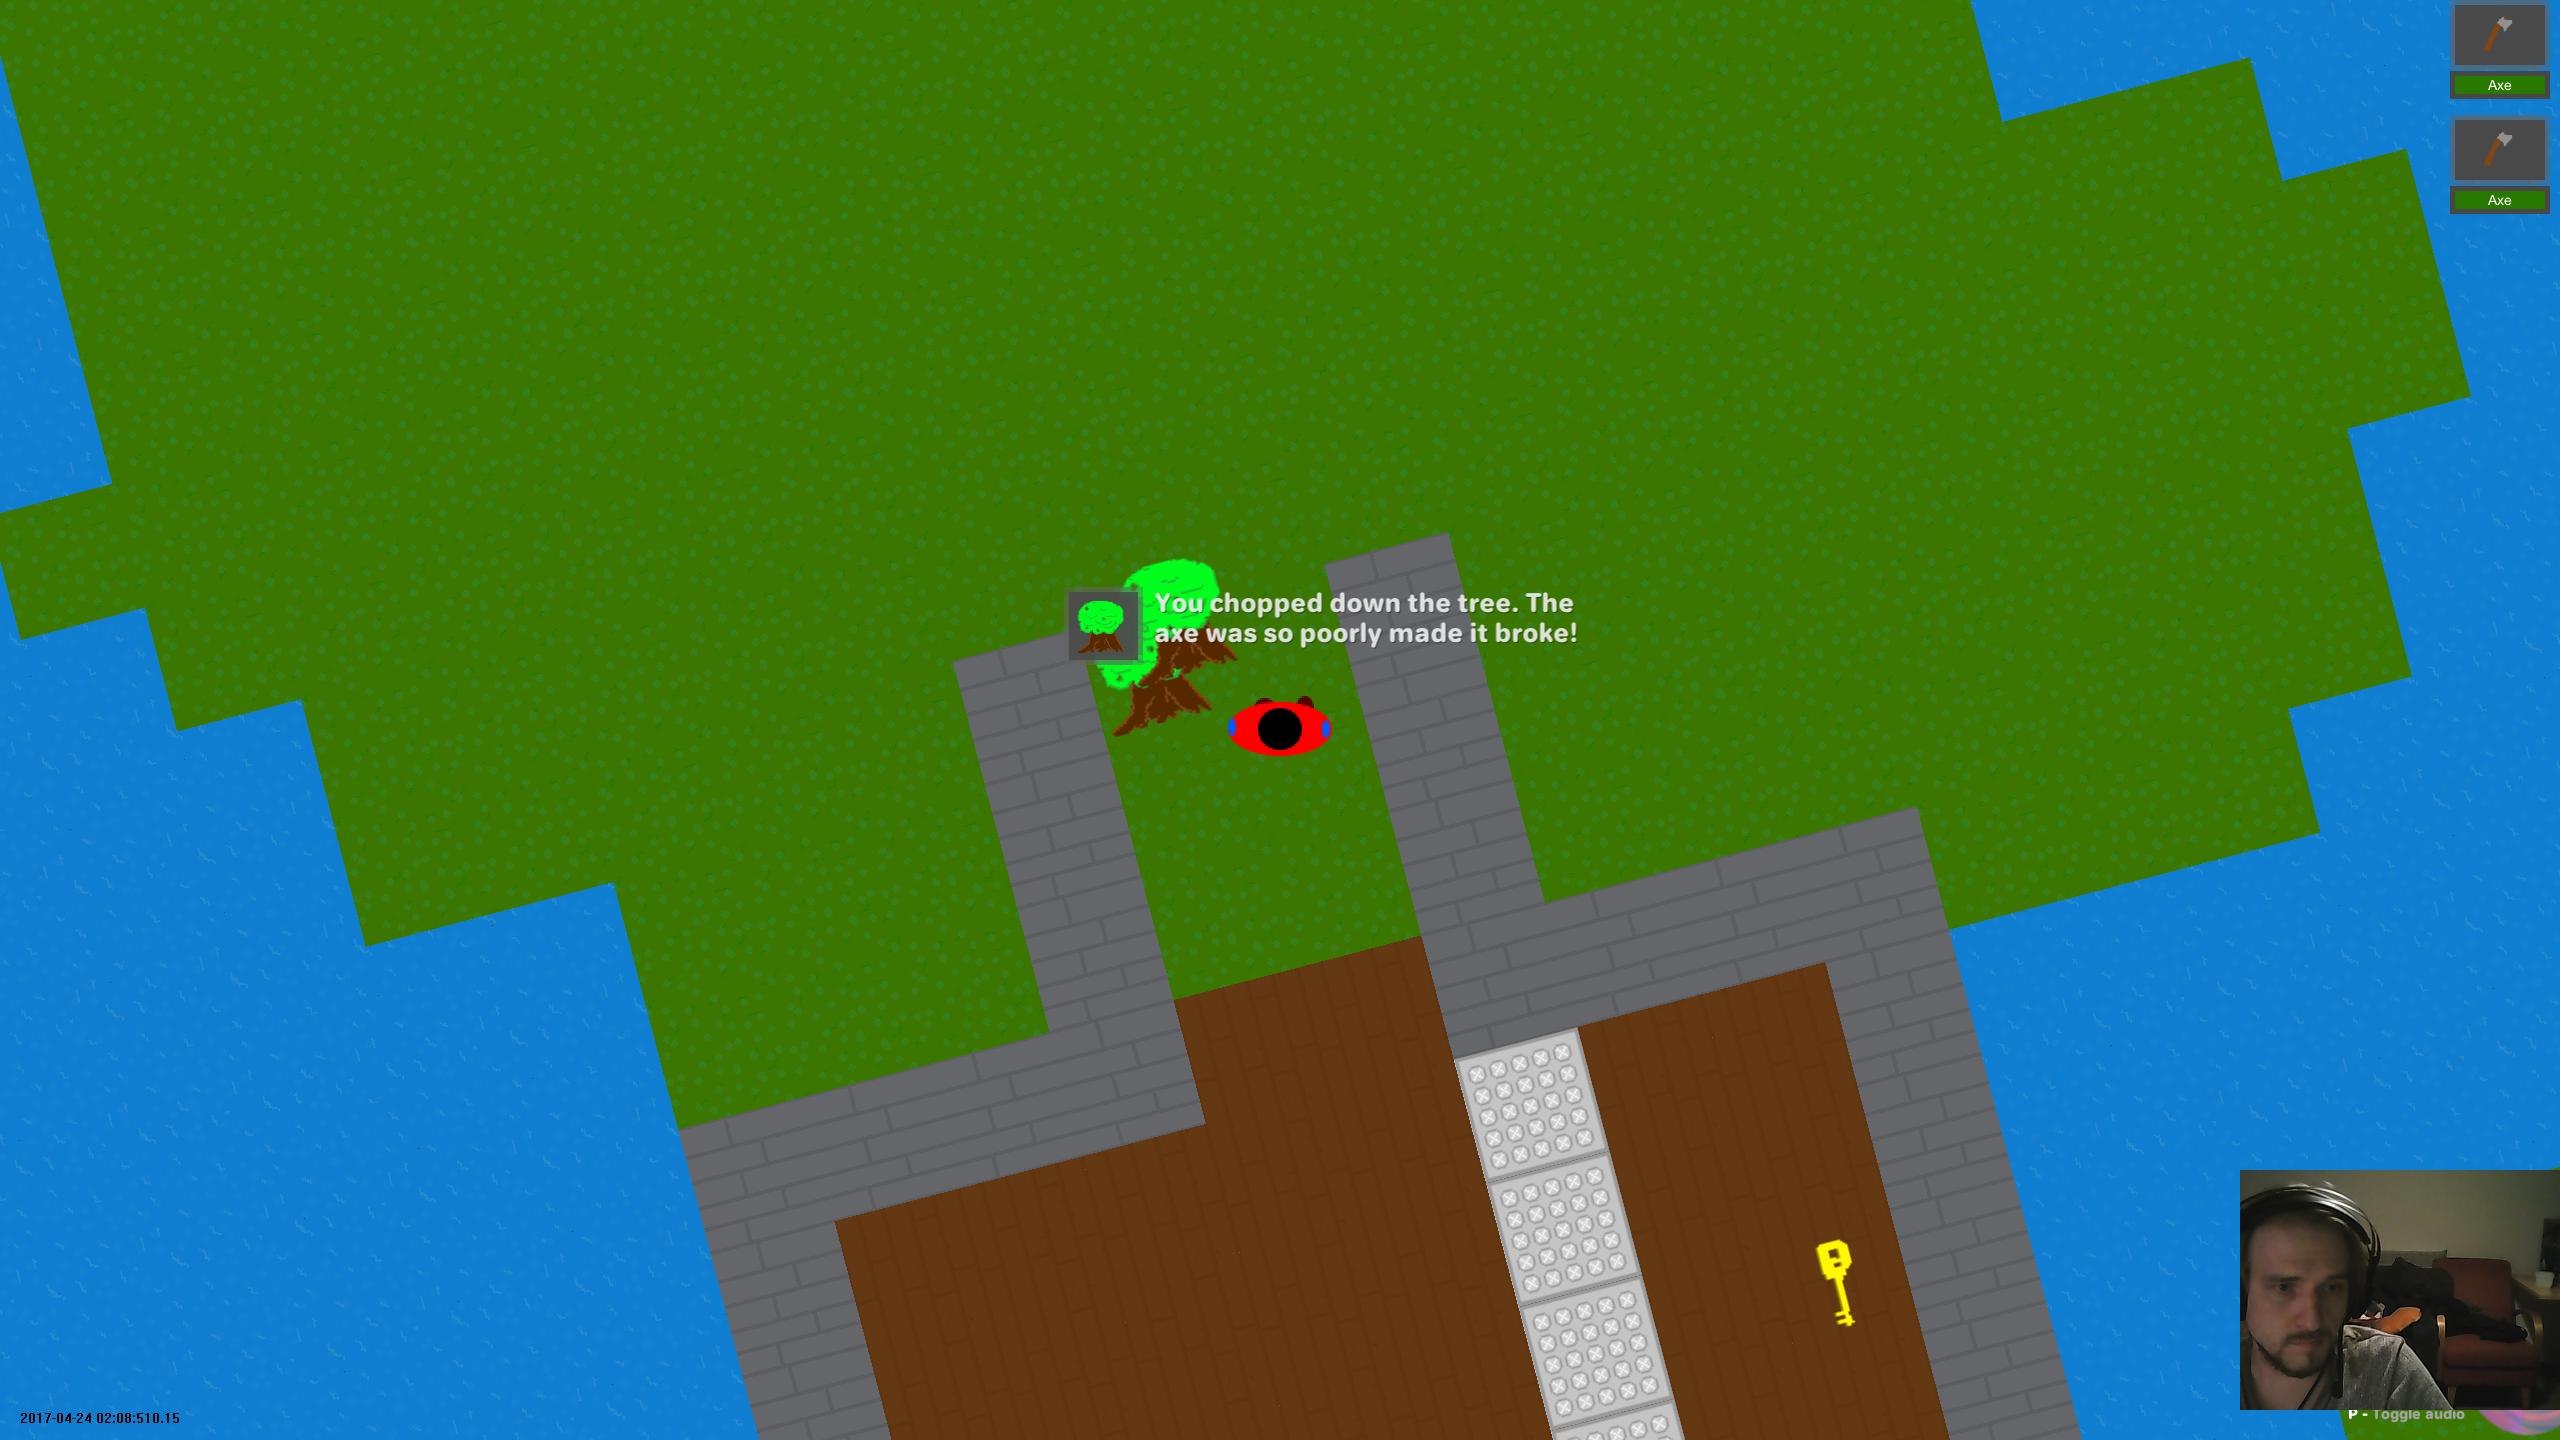 Axe
Axe
You chopped down the tree. The
axe was so poorly made it broke!
2017-04-24 02:08:510.15
P - Toggle audio